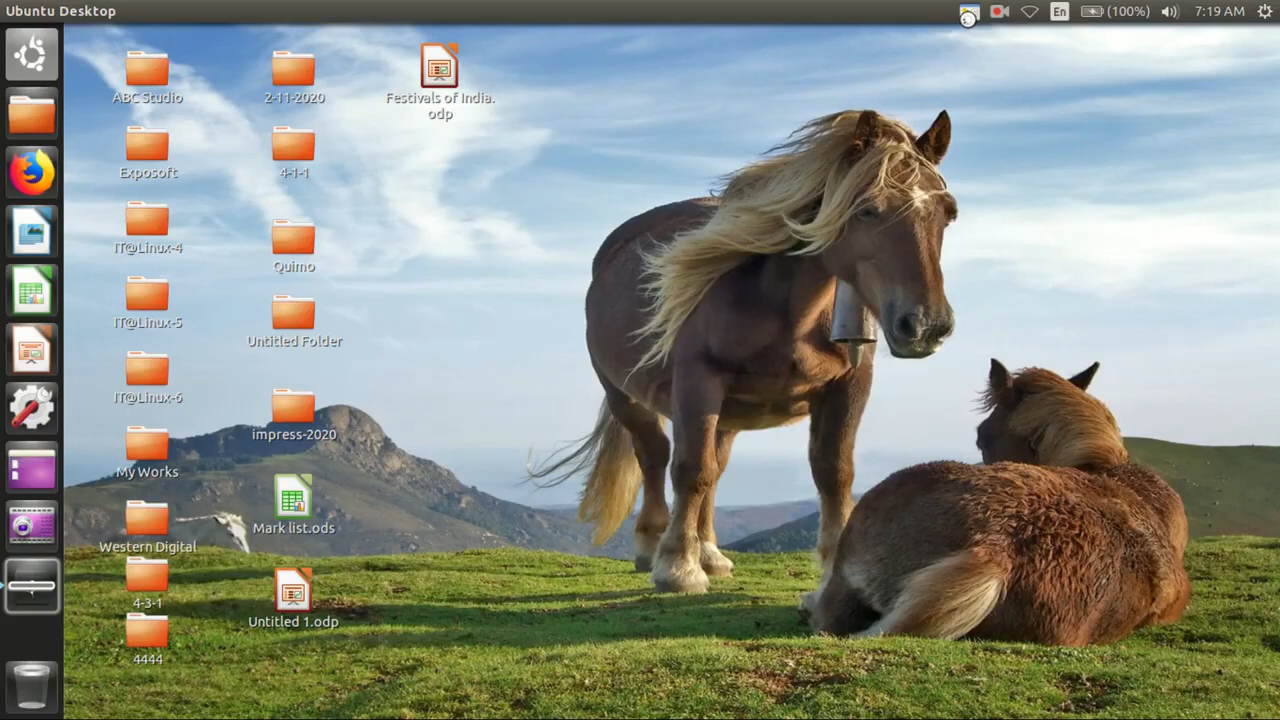 Ubuntu Desktop
En
(100%)
7:19 AM
ABC Studio
2-11-2020
Festivals of India.
odp
Exposoft
4-1-1
IT@Linux-4
Quimo
IT@Linux-5
Untitled Folder
IT@Linux-6
impress-2020
My Works
Mark list.ods
Western Digital
4-3-1
Untitled 1.odp
4444